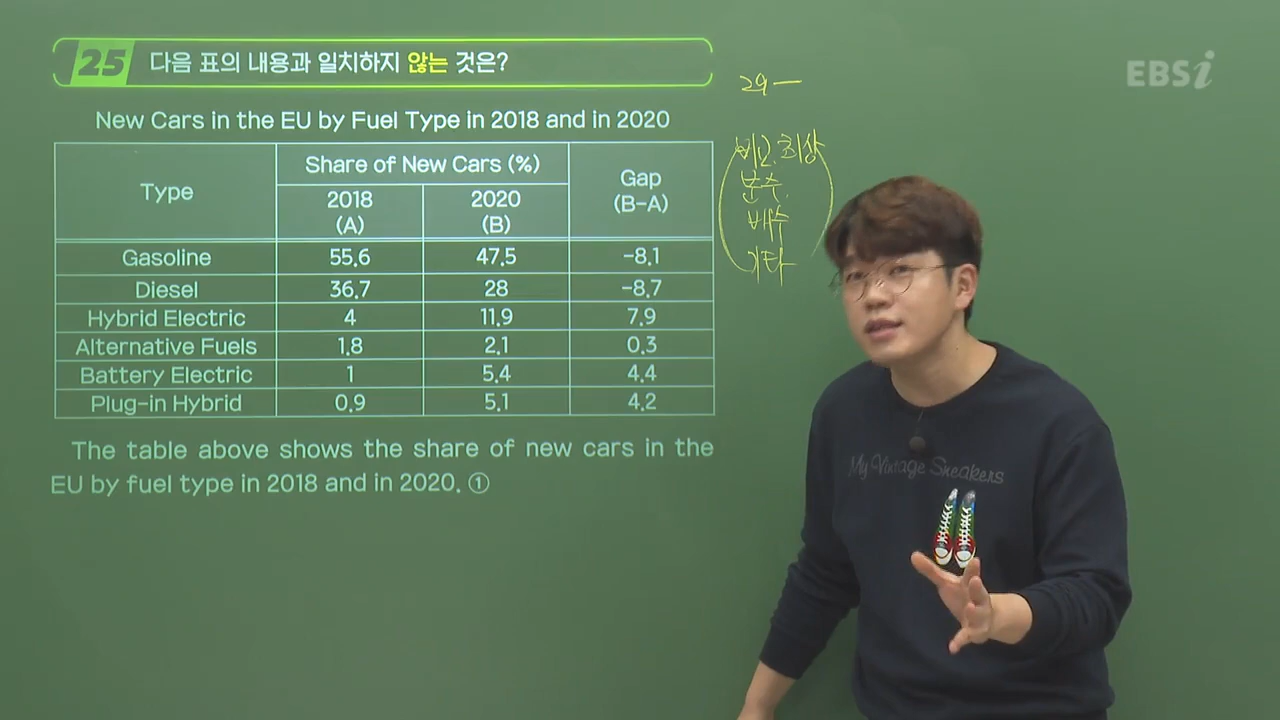 25 다음 표의 내용과 일치하지 않는 것은?
EBSi
29 —
New Cars in the EU by Fuel Type in 2018 and in 2020
Type
Share of New Cars (%)
Gap
(B-A)
2018
(A)
2020
(B)
Gasoline 55.6 47.5 -8.1
Diesel 36.7 28 -8.7
Hybrid Electric 4 11.9 7.9
Alternative Fuels 1.8 2.1 0.3
Battery Electric 1 5.4 4.4
Plug-in Hybrid 0.9 5.1 4.2
비교, 최상
분수,
배수
기타
The table above shows the share of new cars in the
EU by fuel type in 2018 and in 2020. ①
My Vintage Sneakers